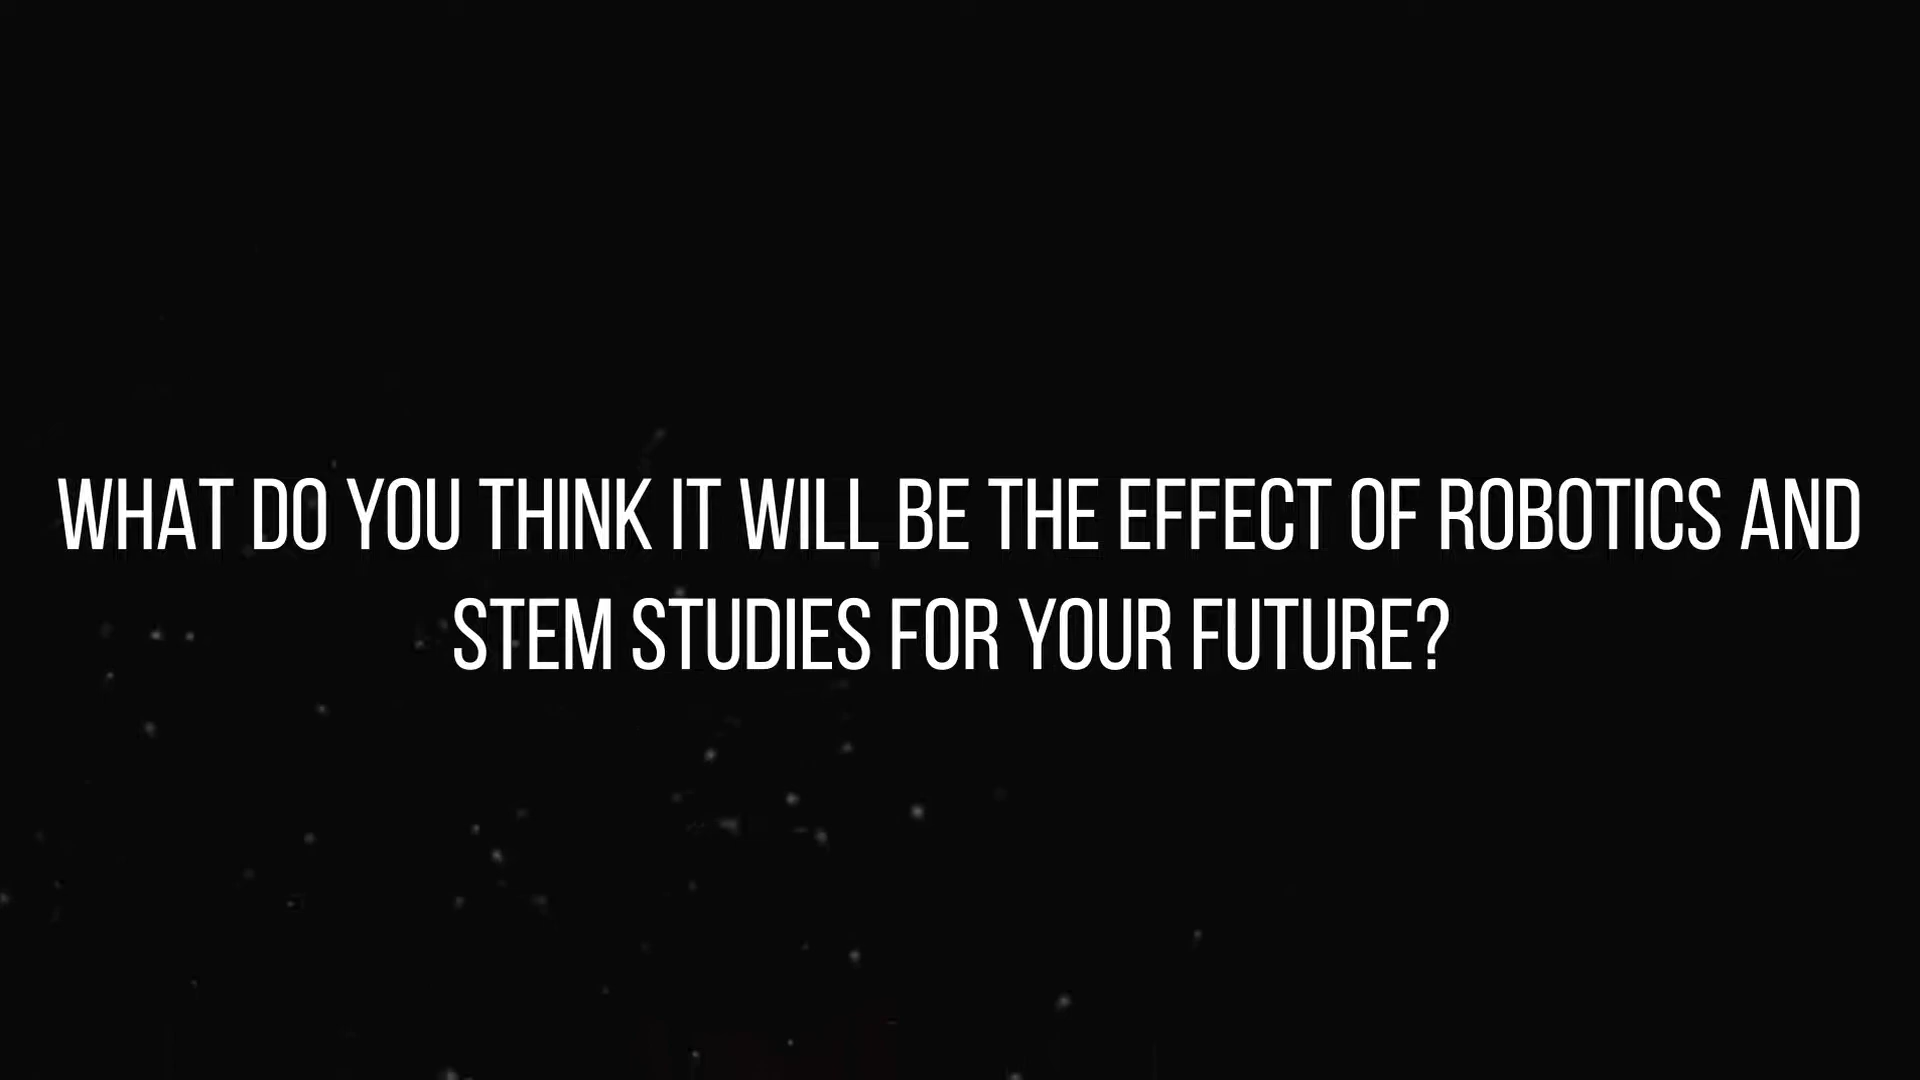 WHAT DO YOU THINK IT WILL BE THE EFFECT OF ROBOTICS AND
STEM STUDIES FOR YOUR FUTURE?